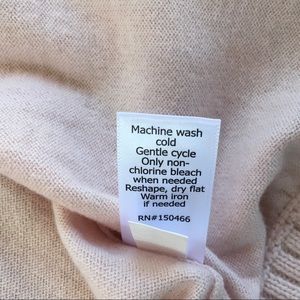 Machine wash
cold
Gentle cycle
Only non-
chlorine bleach
when needed
Reshape, dry flat
Warm iron
if needed
RN#150466